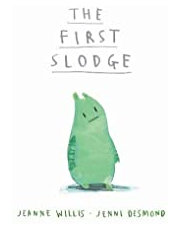 THE
FIRST
SLODGE
JEANNE WILLIS · JENNI DESMOND